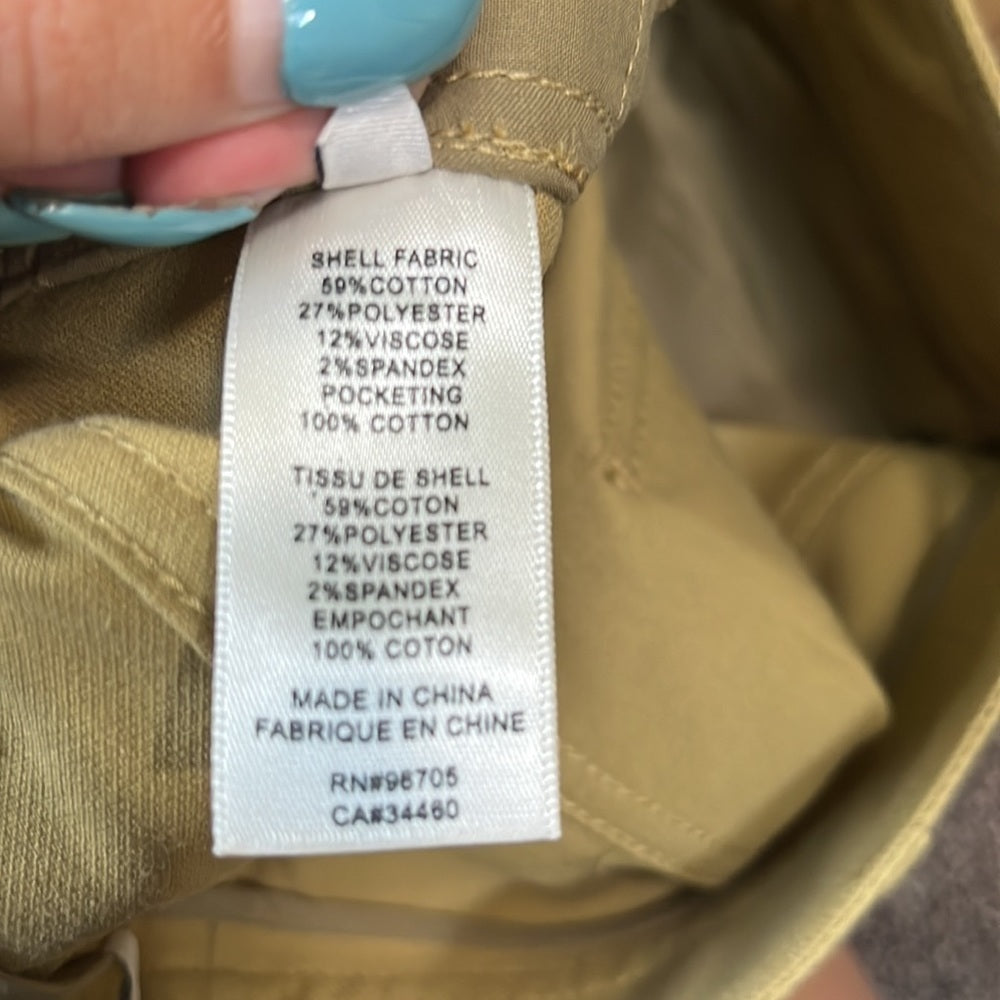 SHELL FABRIC
59%COTTON
27%POLYESTER
12%VISCOSE
2%SPANDEX
POCKETING
100% COTTON
TISSU DE SHELL
59%COTON
27%POLYESTER
12%VISCOSE
2%SPANDEX
EMPOCHANT
100% COTON
MADE IN CHINA
FABRIQUE EN CHINE
RN#96705
CA#34460